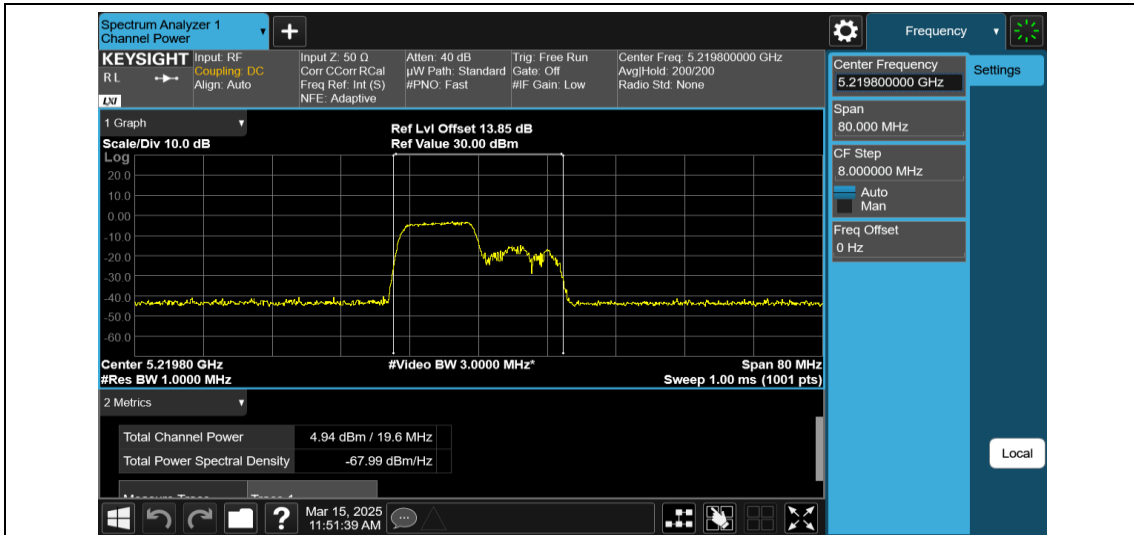 Spectrum Analyzer 1
Channel Power
Frequency
KEYSIGHT
R L
LXI
Input: RF
Coupling: DC
Align: Auto
Input Z: 50 Ω
Corr CCorr RCal
Freq Ref: Int (S)
NFE: Adaptive
Atten: 40 dB
µW Path: Standard
#PNO: Fast
Trig: Free Run
Gate: Off
#IF Gain: Low
Center Freq: 5.219800000 GHz
Avg|Hold: 200/200
Radio Std: None
Center Frequency
5.219800000 GHz
Settings
Span
80.000 MHz
CF Step
8.000000 MHz
Auto
Man
Freq Offset
0 Hz
Local
1 Graph
Scale/Div 10.0 dB
Ref Lvl Offset 13.85 dB
Ref Value 30.00 dBm
Log
20.0
10.0
0.00
-10.0
-20.0
-30.0
-40.0
-50.0
-60.0
Center 5.21980 GHz
#Video BW 3.0000 MHz*
Span 80 MHz
#Res BW 1.0000 MHz
Sweep 1.00 ms (1001 pts)
2 Metrics
Total Channel Power 4.94 dBm / 19.6 MHz
Total Power Spectral Density -67.99 dBm/Hz
?
Mar 15, 2025
11:51:39 AM